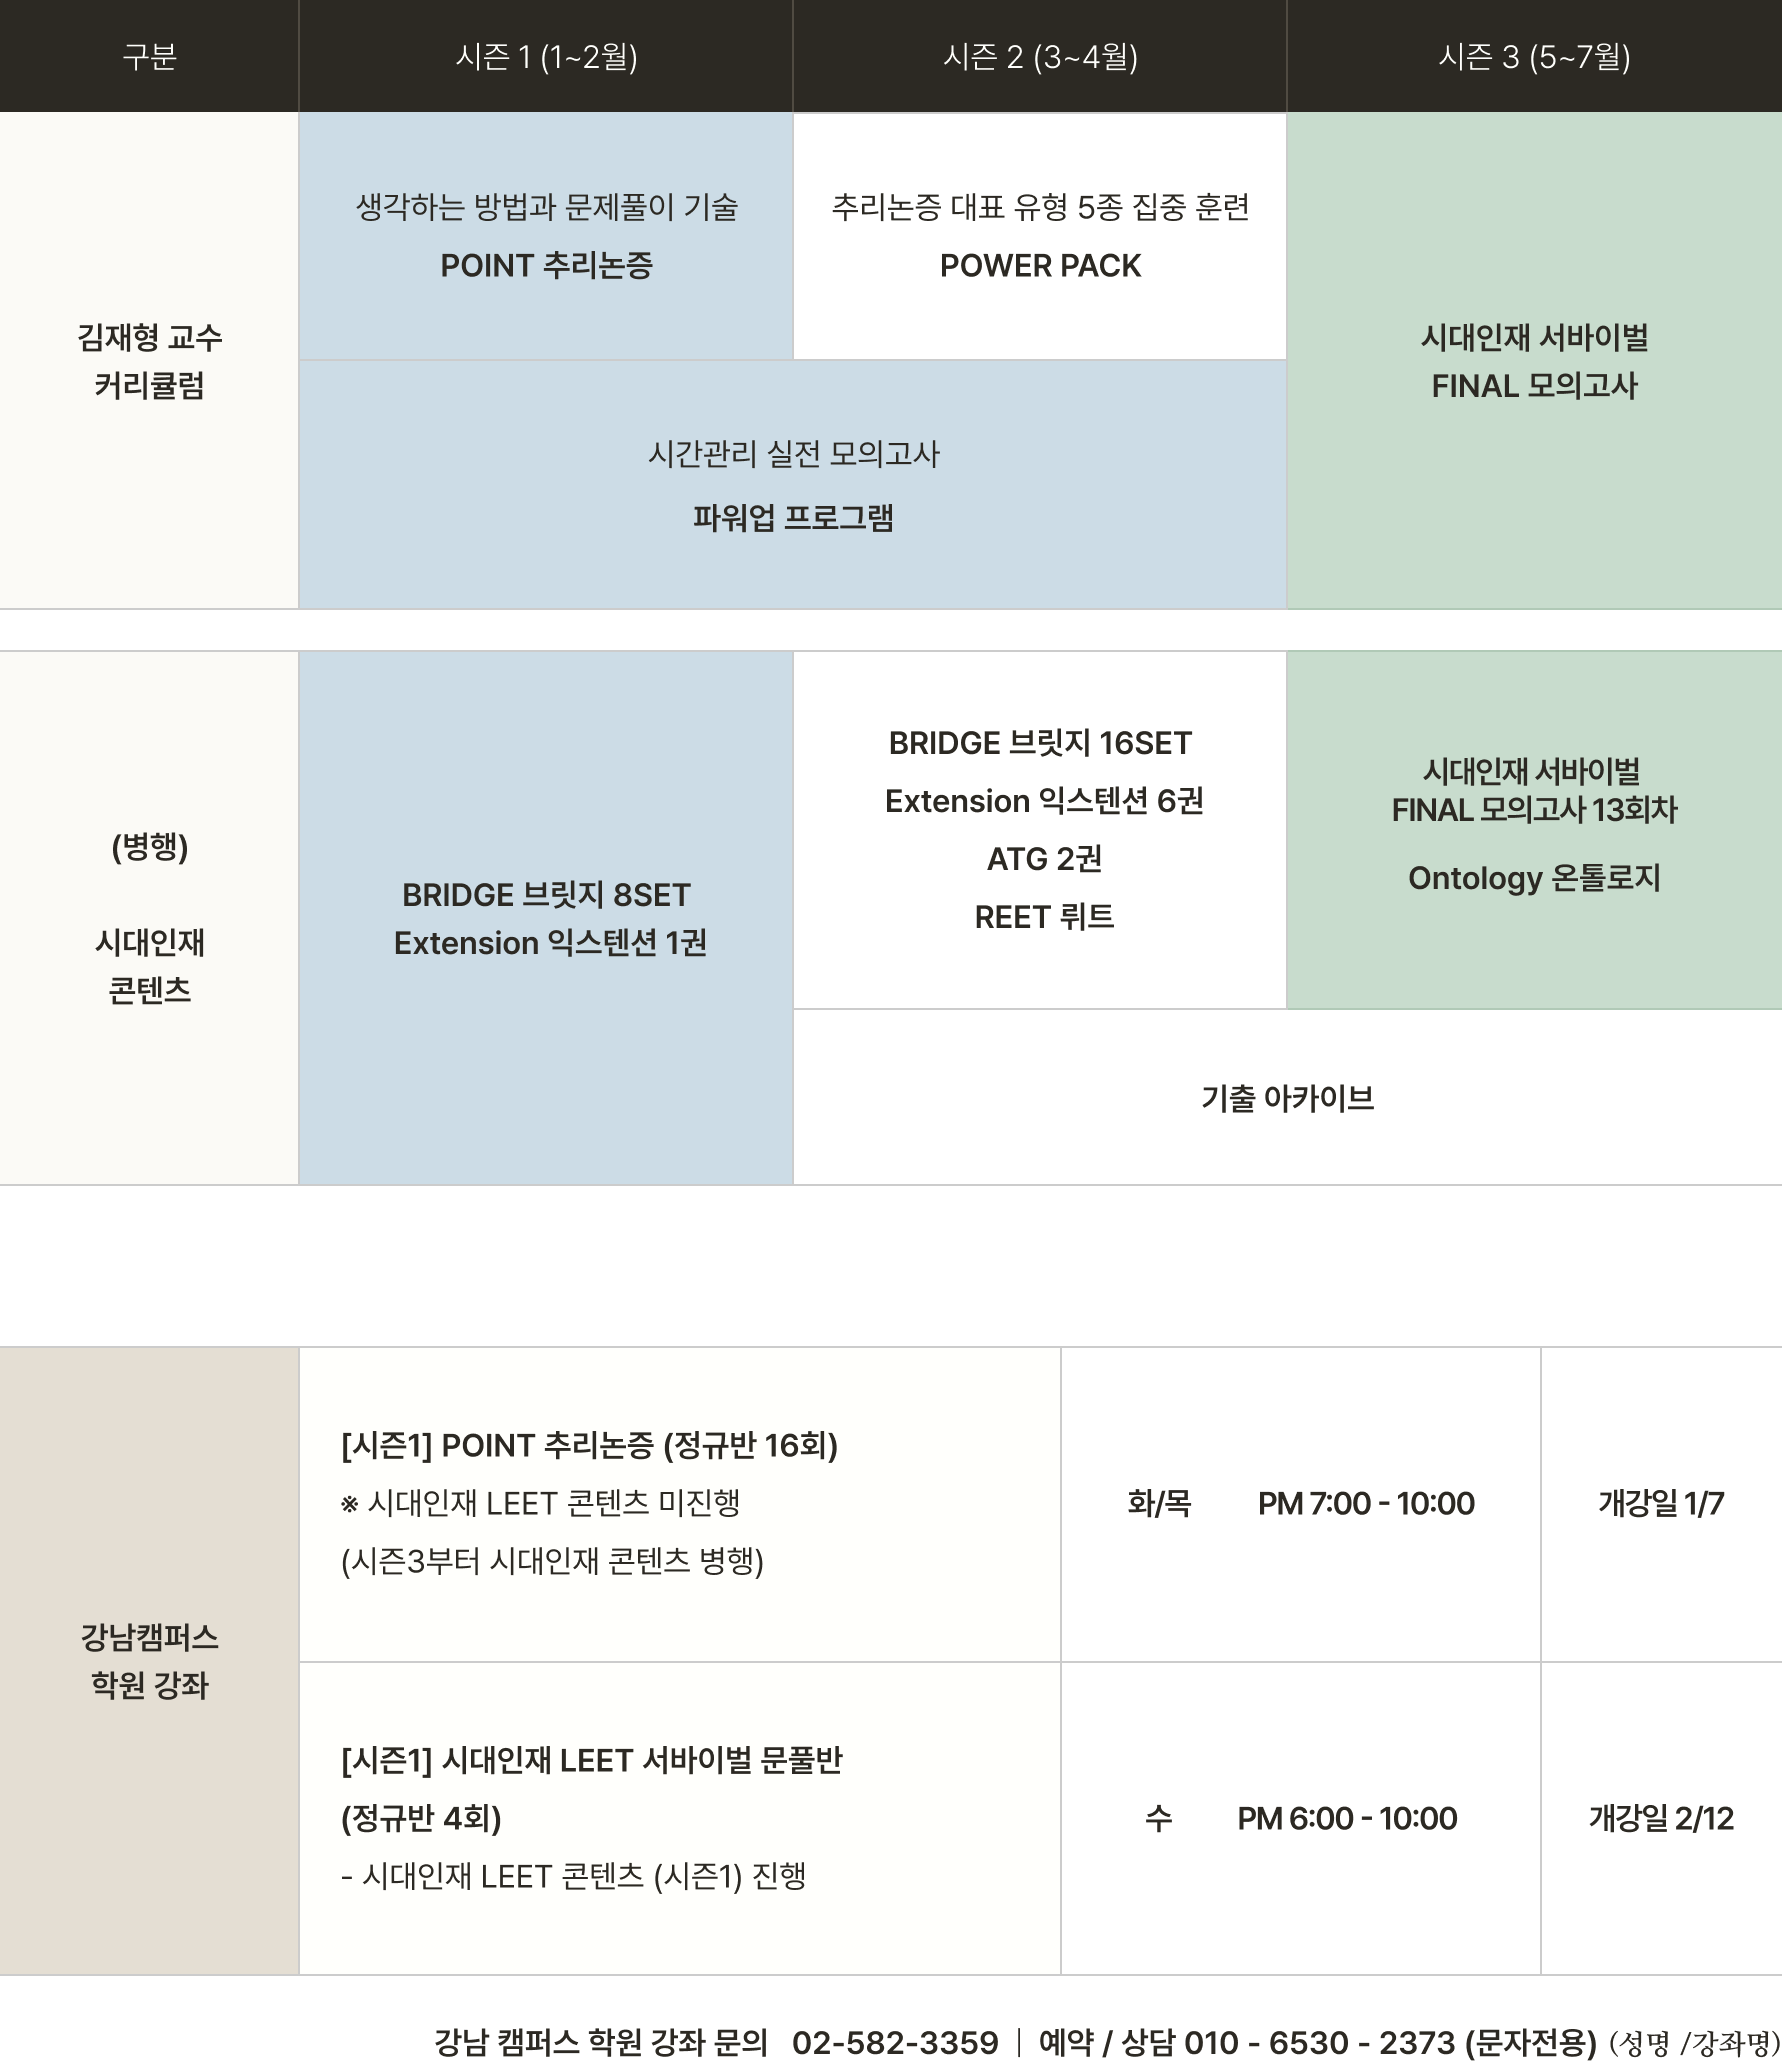 구분
시즌 1 (1~2월)
시즌 2 (3~4월)
시즌 3 (5~7월)
김재형 교수
커리큘럼
생각하는 방법과 문제풀이 기술
POINT 추리논증
추리논증 대표 유형 5종 집중 훈련
POWER PACK
시대인재 서바이벌
FINAL 모의고사
시간관리 실전 모의고사
파워업 프로그램
(병행)
시대인재
콘텐츠
BRIDGE 브릿지 8SET
Extension 익스텐션 1권
BRIDGE 브릿지 16SET
Extension 익스텐션 6권
ATG 2권
REET 뤼트
시대인재 서바이벌
FINAL 모의고사 13회차
Ontology 온톨로지
기출 아카이브
강남캠퍼스
학원 강좌
[시즌1] POINT 추리논증 (정규반 16회)
※ 시대인재 LEET 콘텐츠 미진행
(시즌3부터 시대인재 콘텐츠 병행)
화/목 PM 7:00 - 10:00
개강일 1/7
[시즌1] 시대인재 LEET 서바이벌 문풀반
(정규반 4회)
- 시대인재 LEET 콘텐츠 (시즌1) 진행
수 PM 6:00 - 10:00
개강일 2/12
강남 캠퍼스 학원 강좌 문의 02-582-3359 | 예약 / 상담 010 - 6530 - 2373 (문자전용) (성명 /강좌명)